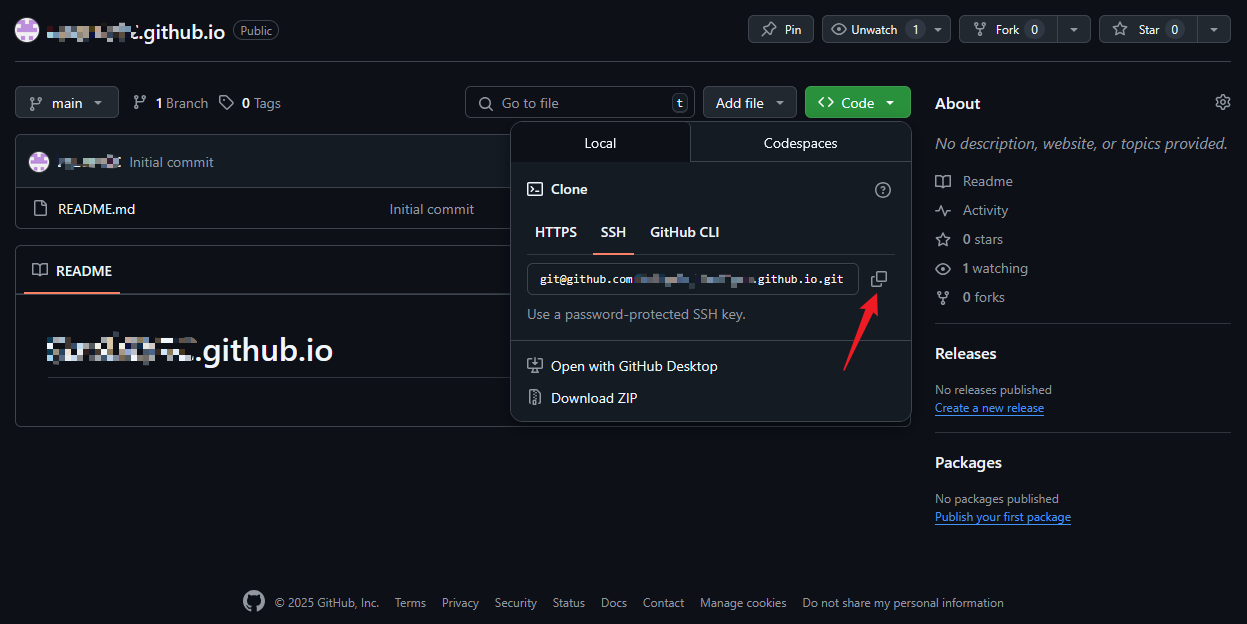 .github.io Public
Pin
Unwatch 1
Fork 0
Star 0
main
1 Branch
0 Tags
Go to file t
Add file
Code
Local
Codespaces
Initial commit
README.md
Initial commit
Clone
HTTPS
SSH
GitHub CLI
git@github.com .github.io.git
Use a password-protected SSH key.
Open with GitHub Desktop
Download ZIP
README
.github.io
About
No description, website, or topics provided.
Readme
Activity
0 stars
1 watching
0 forks
Releases
No releases published
Create a new release
Packages
No packages published
Publish your first package
© 2025 GitHub, Inc. Terms Privacy Security Status Docs Contact Manage cookies Do not share my personal information